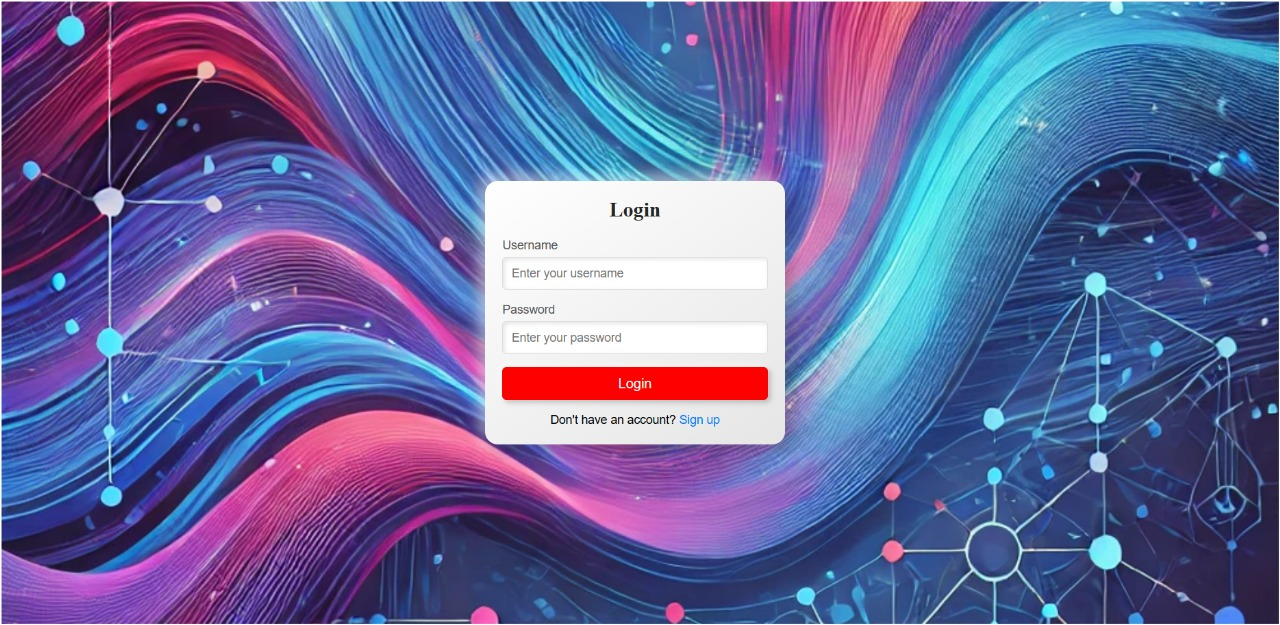 Login
Username
Enter your username
Password
Enter your password
Login
Don't have an account? Sign up